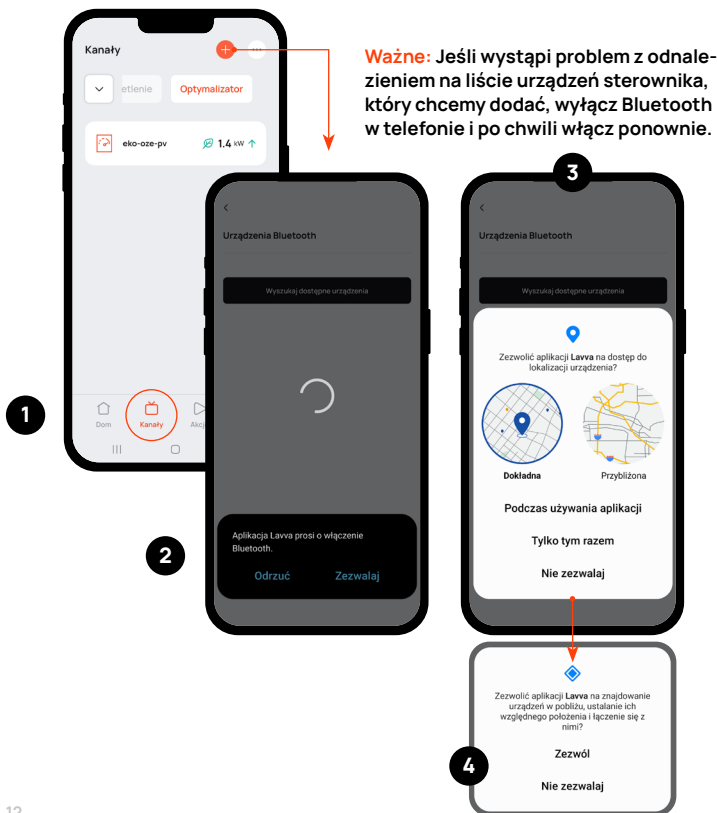 Kanały
etlenie
Optymalizator
eko-oze-pv
1.4 kW
Dom
Kanały
Akcj
1
Ważne: Jeśli wystąpi problem z odnale-
zieniem na liście urządzeń sterownika,
który chcemy dodać, wyłącz Bluetooth
w telefonie i po chwili włącz ponownie.
Urządzenia Bluetooth
Wyszukaj dostępne urządzenia
Aplikacja Lavva prosi o włączenie
Bluetooth.
Odrzuć Zezwalaj
2
3
Urządzenia Bluetooth
Wyszukaj dostępne urządzenia
Zezwolić aplikacji Lavva na dostęp do
lokalizacji urządzenia?
Dokładna Przybliżona
Podczas używania aplikacji
Tylko tym razem
Nie zezwalaj
Zezwolić aplikacji Lavva na znajdowanie
urządzeń w pobliżu, ustalanie ich
względnego położenia i łączenie się z
nimi?
Zezwól
4
Nie zezwalaj
12